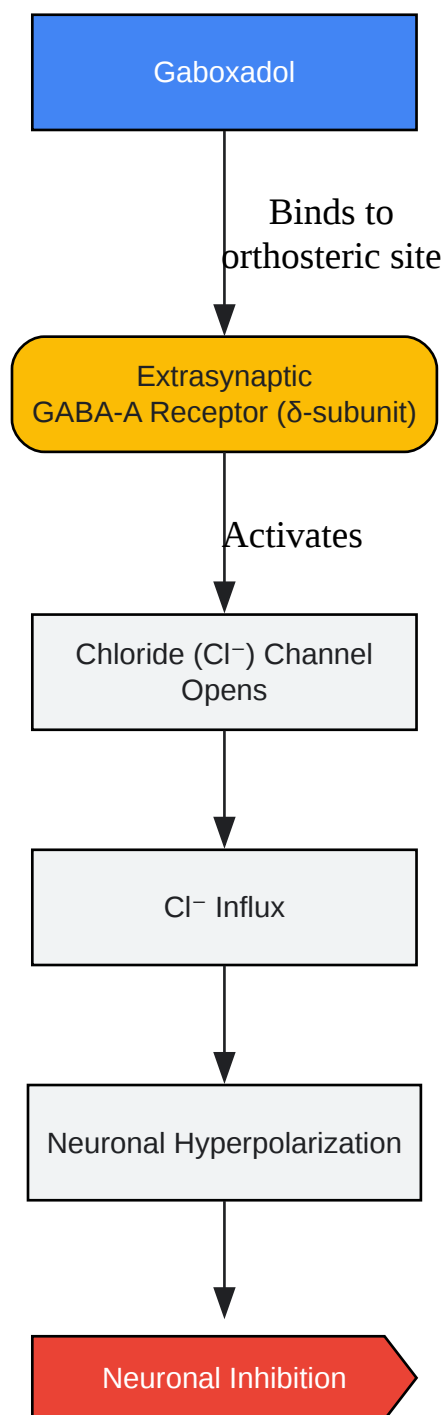 Gaboxadol
Binds to
orthosteric site
Extrasynaptic
GABA-A Receptor (δ-subunit)
Activates
Chloride (Cl⁻) Channel
Opens
Cl⁻ Influx
Neuronal Hyperpolarization
Neuronal Inhibition